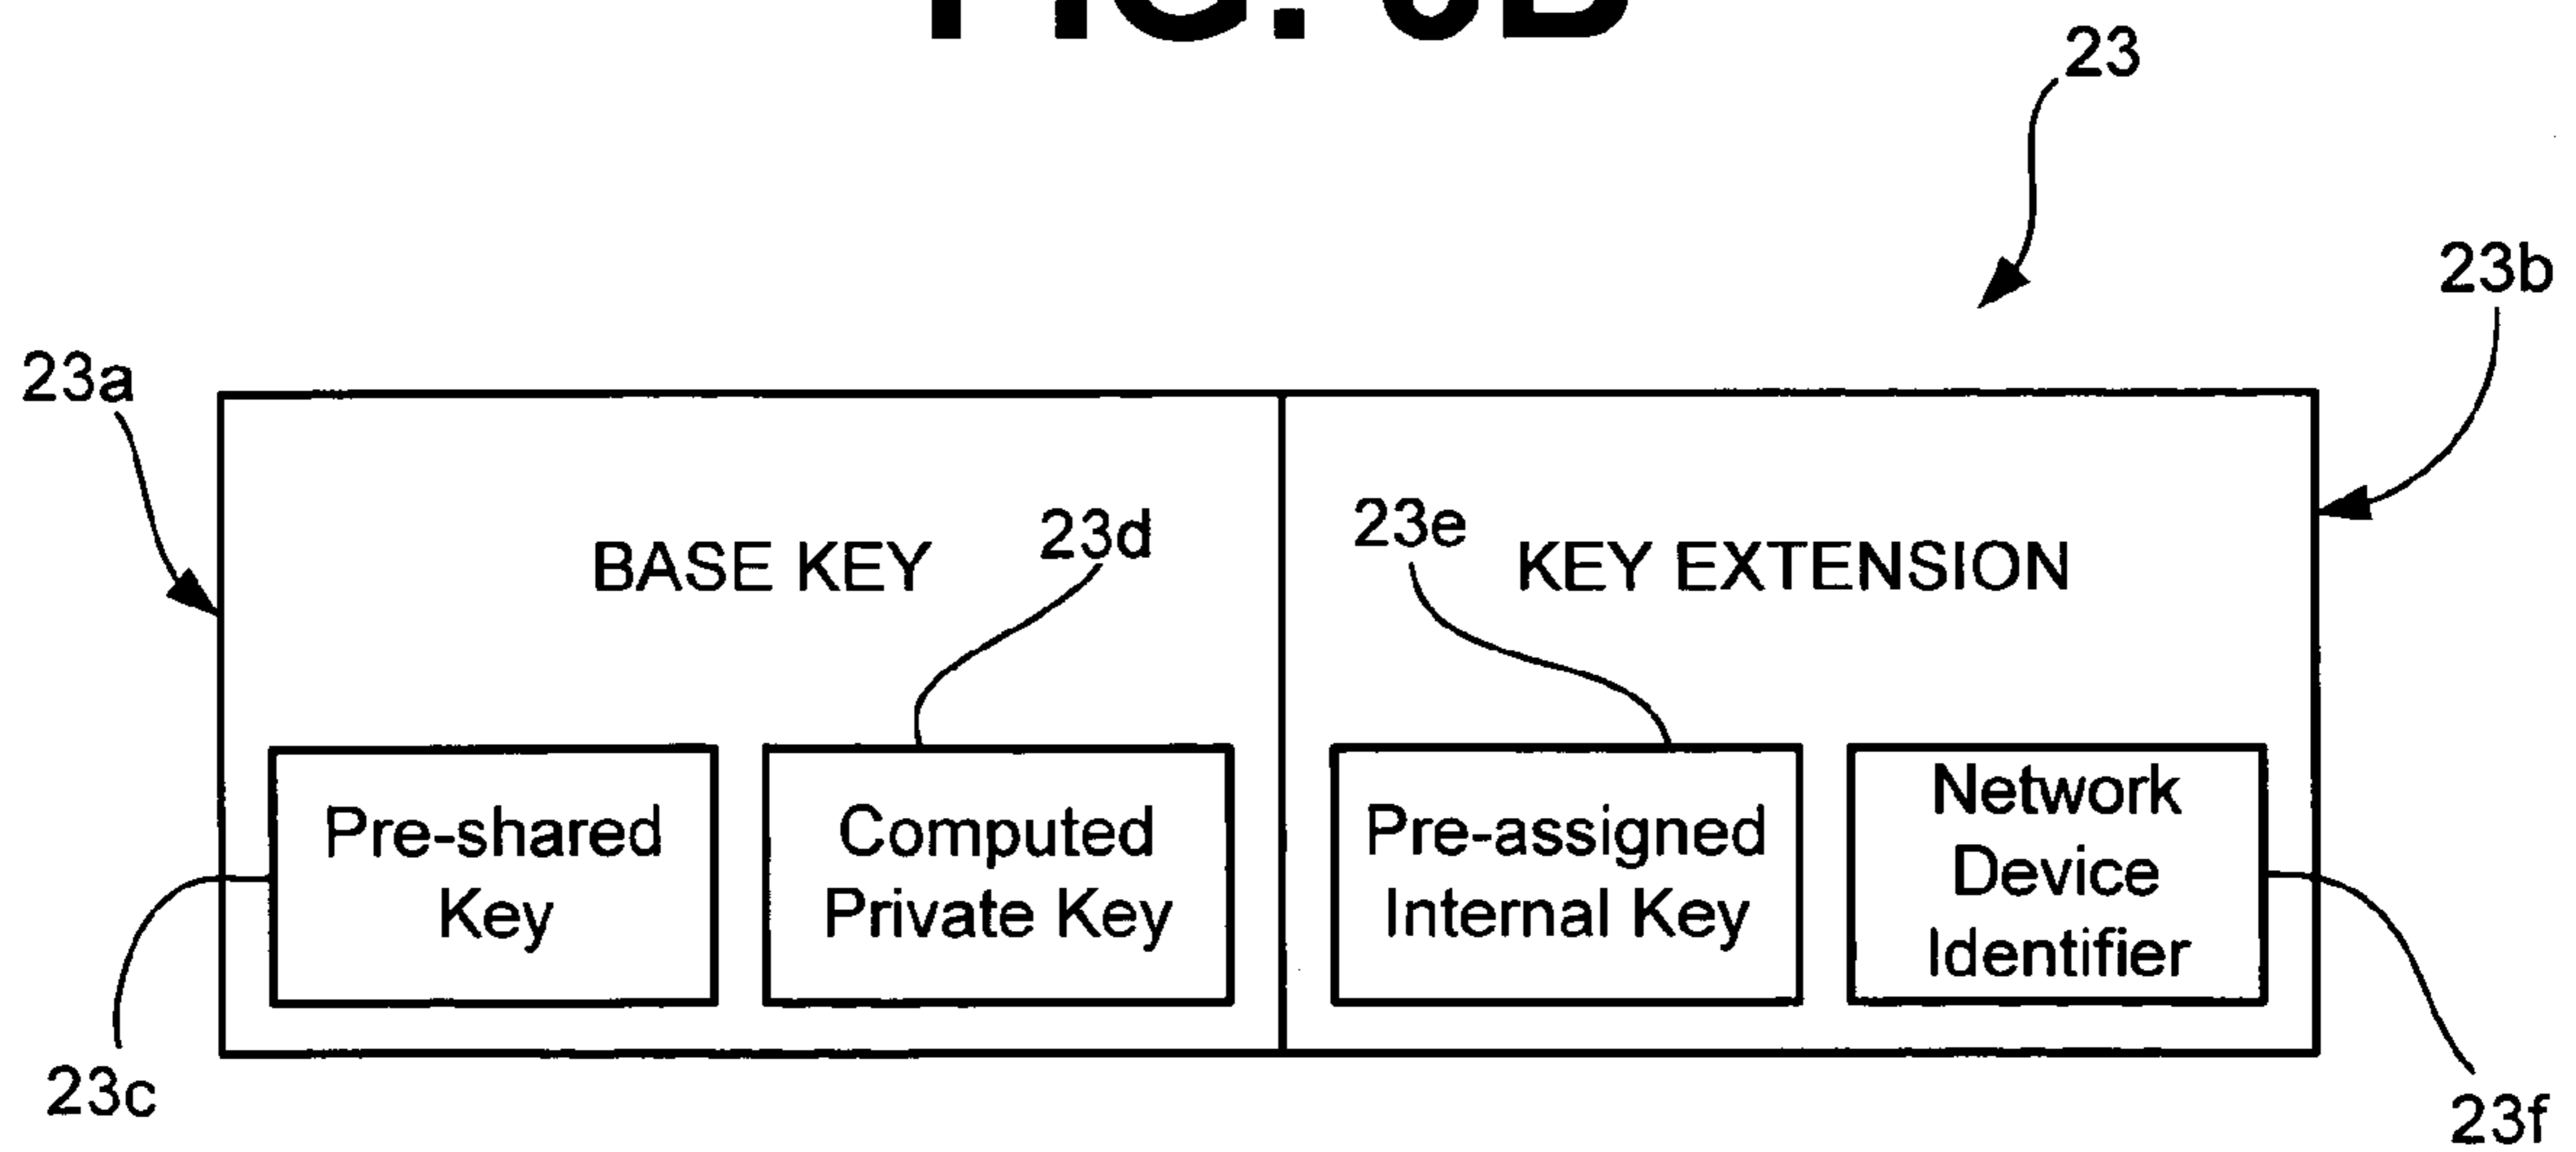 23
23b
23a
23d
23e
BASE KEY
KEY EXTENSION
Pre-shared
Key
Computed
Private Key
Pre-assigned
Internal Key
Network
Device
Identifier
23c
23f